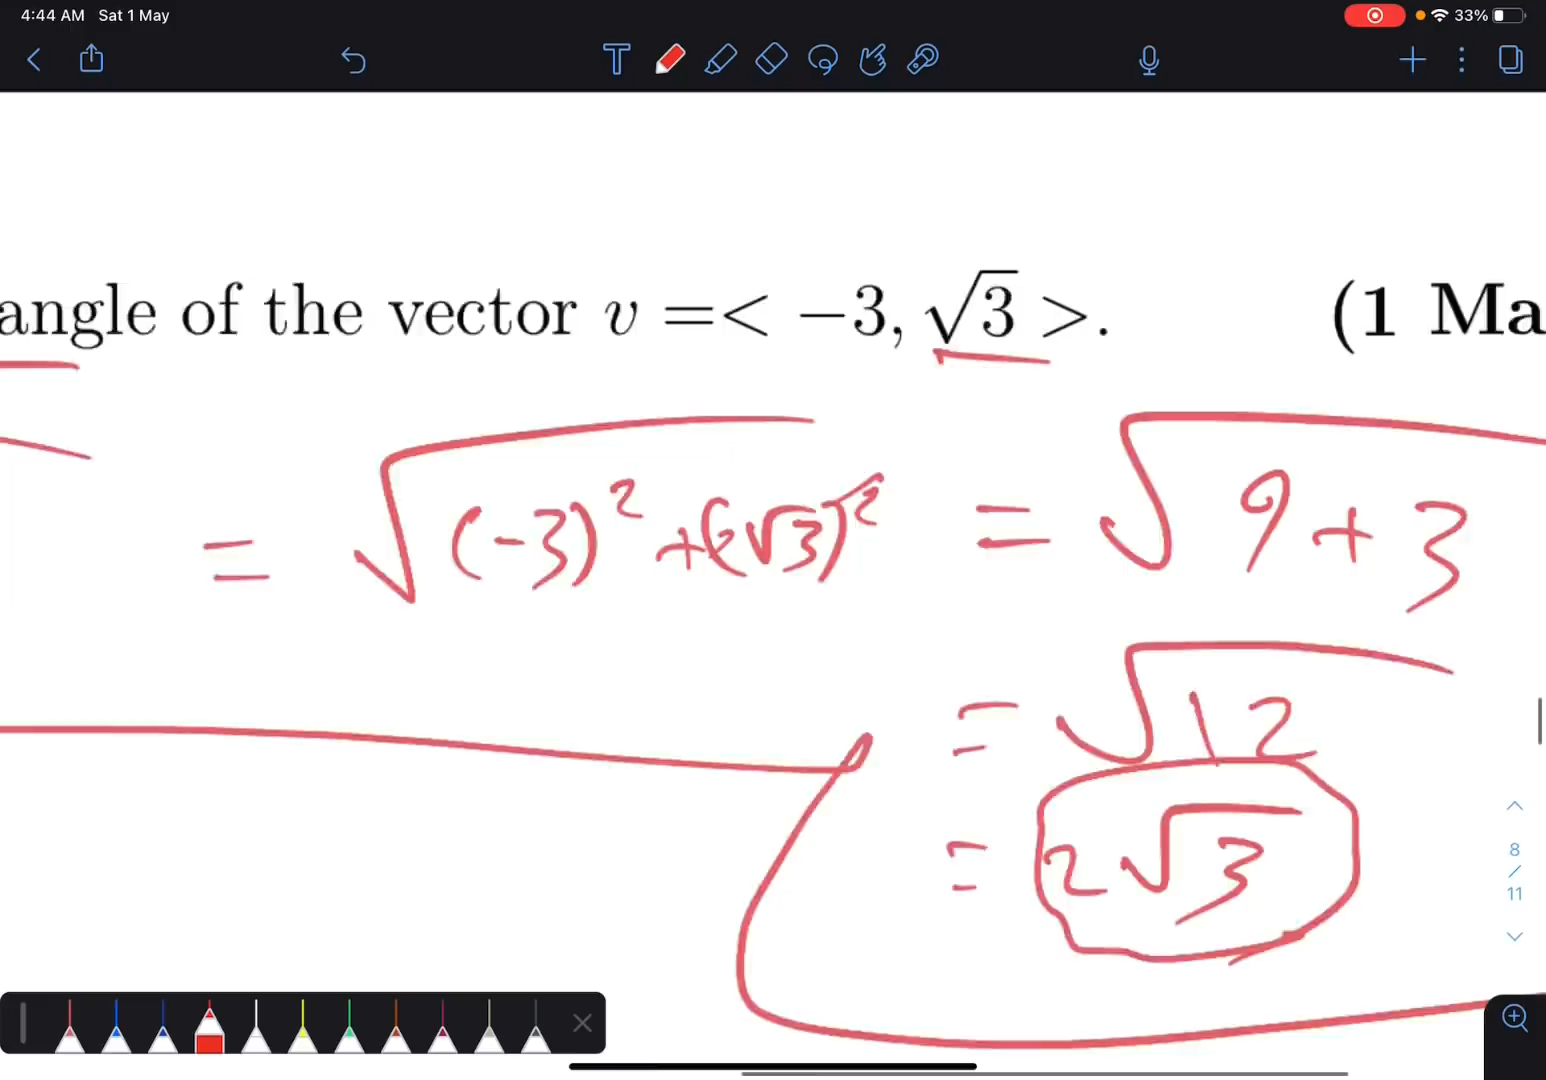 4:44 AM Sat 1 May 33%
angle of the vector v =< −3, √3 >. (1 Ma
= √(-3)² + (√3)² = √9 + 3
= √12
= 2√3
8
/
11